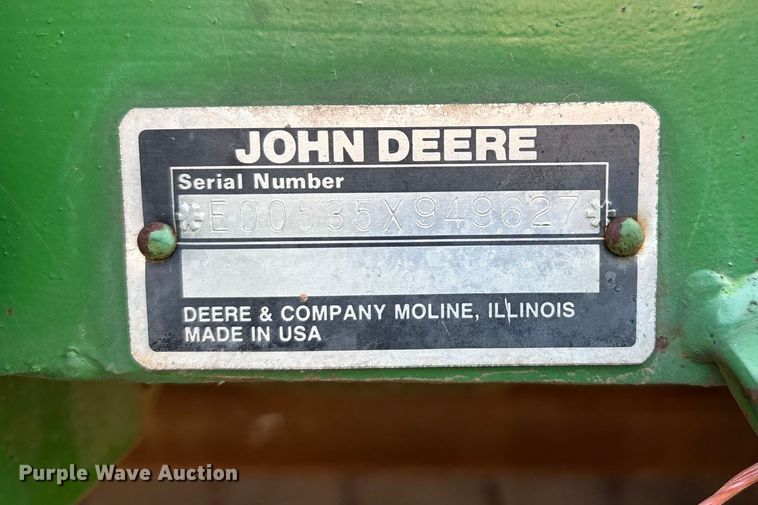 JOHN DEERE
Serial Number
*E00535X949627*
DEERE & COMPANY MOLINE, ILLINOIS
MADE IN USA
Purple Wave Auction